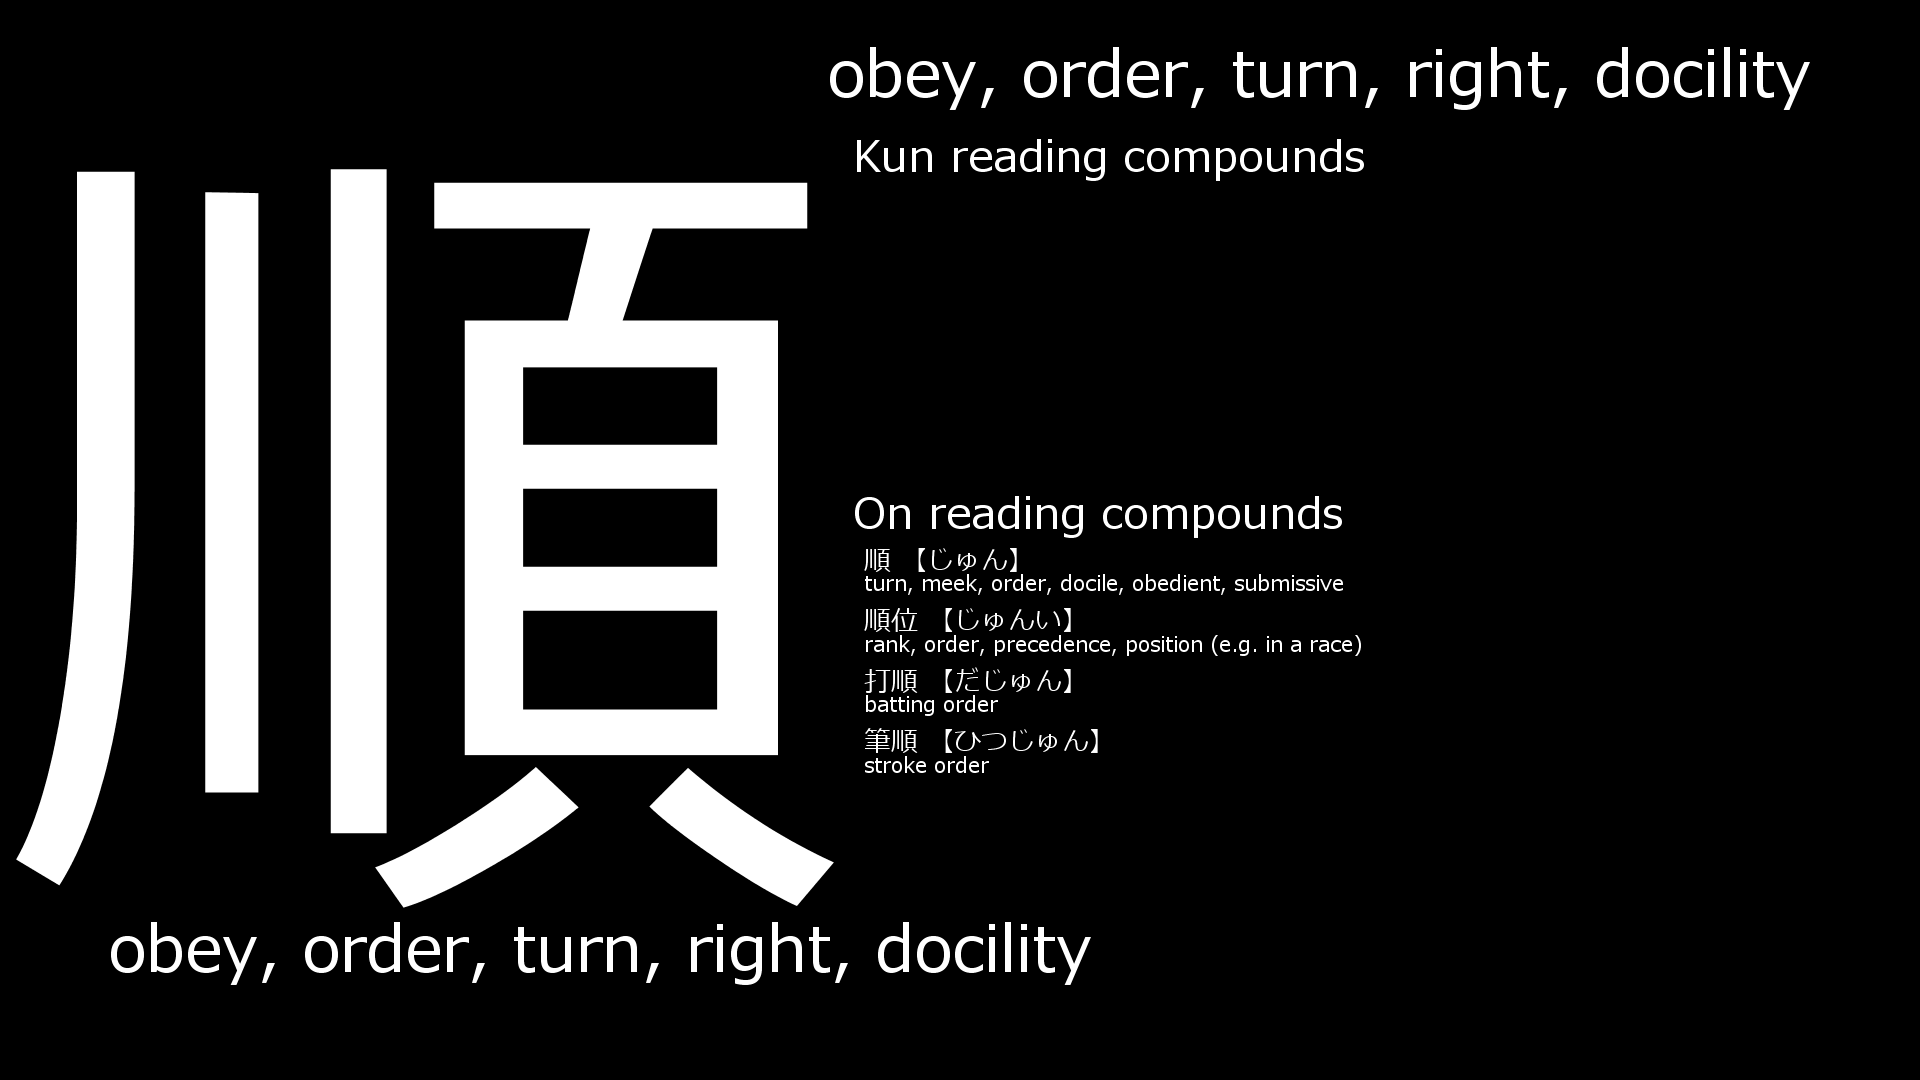 順
obey, order, turn, right, docility
Kun reading compounds
On reading compounds
順 【じゅん】
turn, meek, order, docile, obedient, submissive
順位 【じゅんい】
rank, order, precedence, position (e.g. in a race)
打順 【だじゅん】
batting order
筆順 【ひつじゅん】
stroke order
obey, order, turn, right, docility